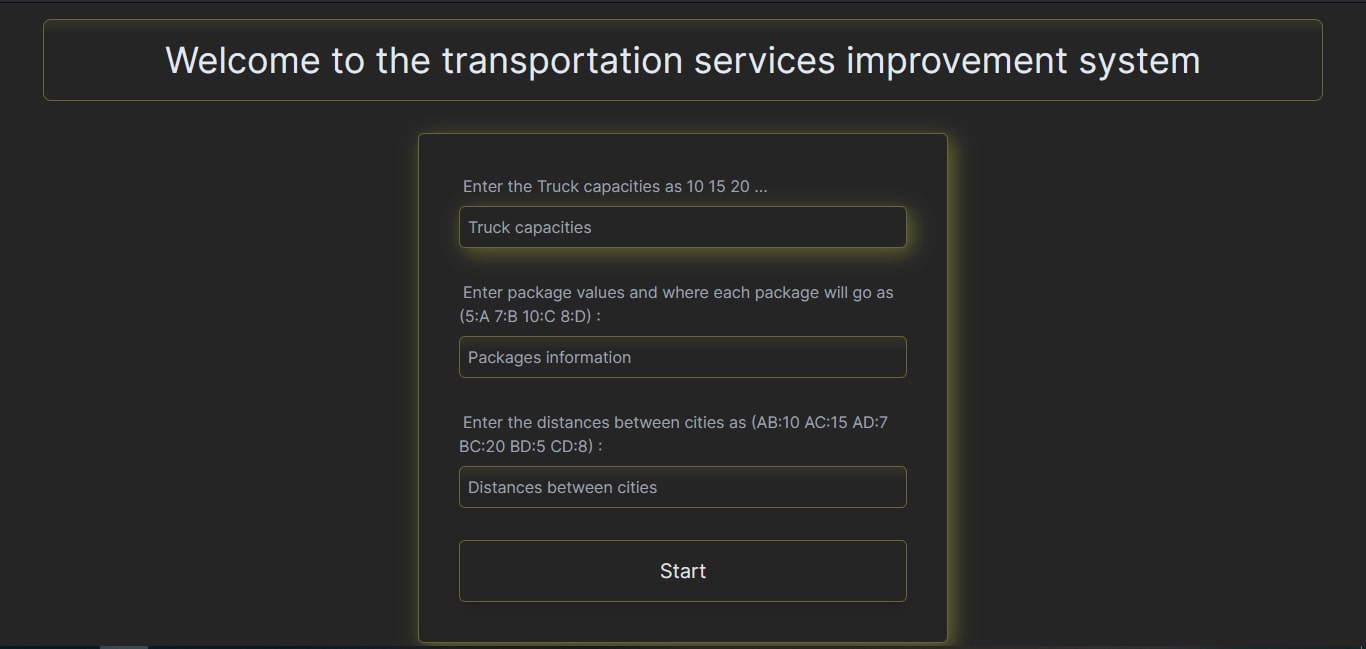 Welcome to the transportation services improvement system
Enter the Truck capacities as 10 15 20 ...
Truck capacities
Enter package values and where each package will go as
(5:A 7:B 10:C 8:D) :
Packages information
Enter the distances between cities as (AB:10 AC:15 AD:7
BC:20 BD:5 CD:8) :
Distances between cities
Start